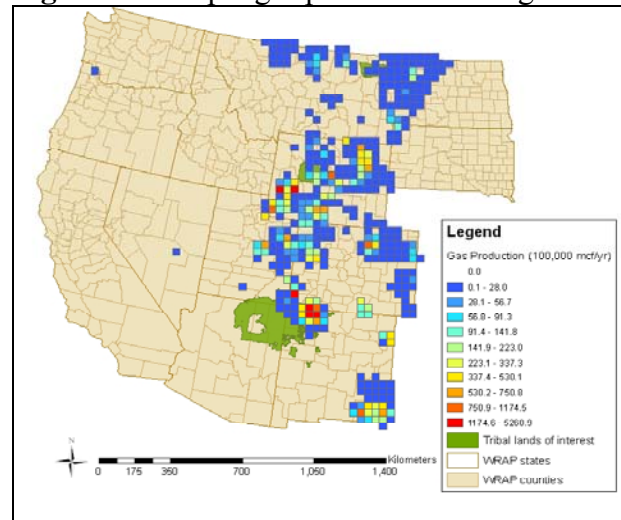 Legend
Gas Production (100,000 mcf/yr)
0.0
0.1 - 28.0
28.1 - 56.7
56.8 - 91.3
91.4 - 141.8
141.9 - 223.0
223.1 - 337.3
337.4 - 530.1
530.2 - 750.8
750.9 - 1174.5
1174.6 - 5260.9
Tribal lands of interest
WRAP states
WRAP counties
N
Kilometers
0 175 350 700 1,050 1,400